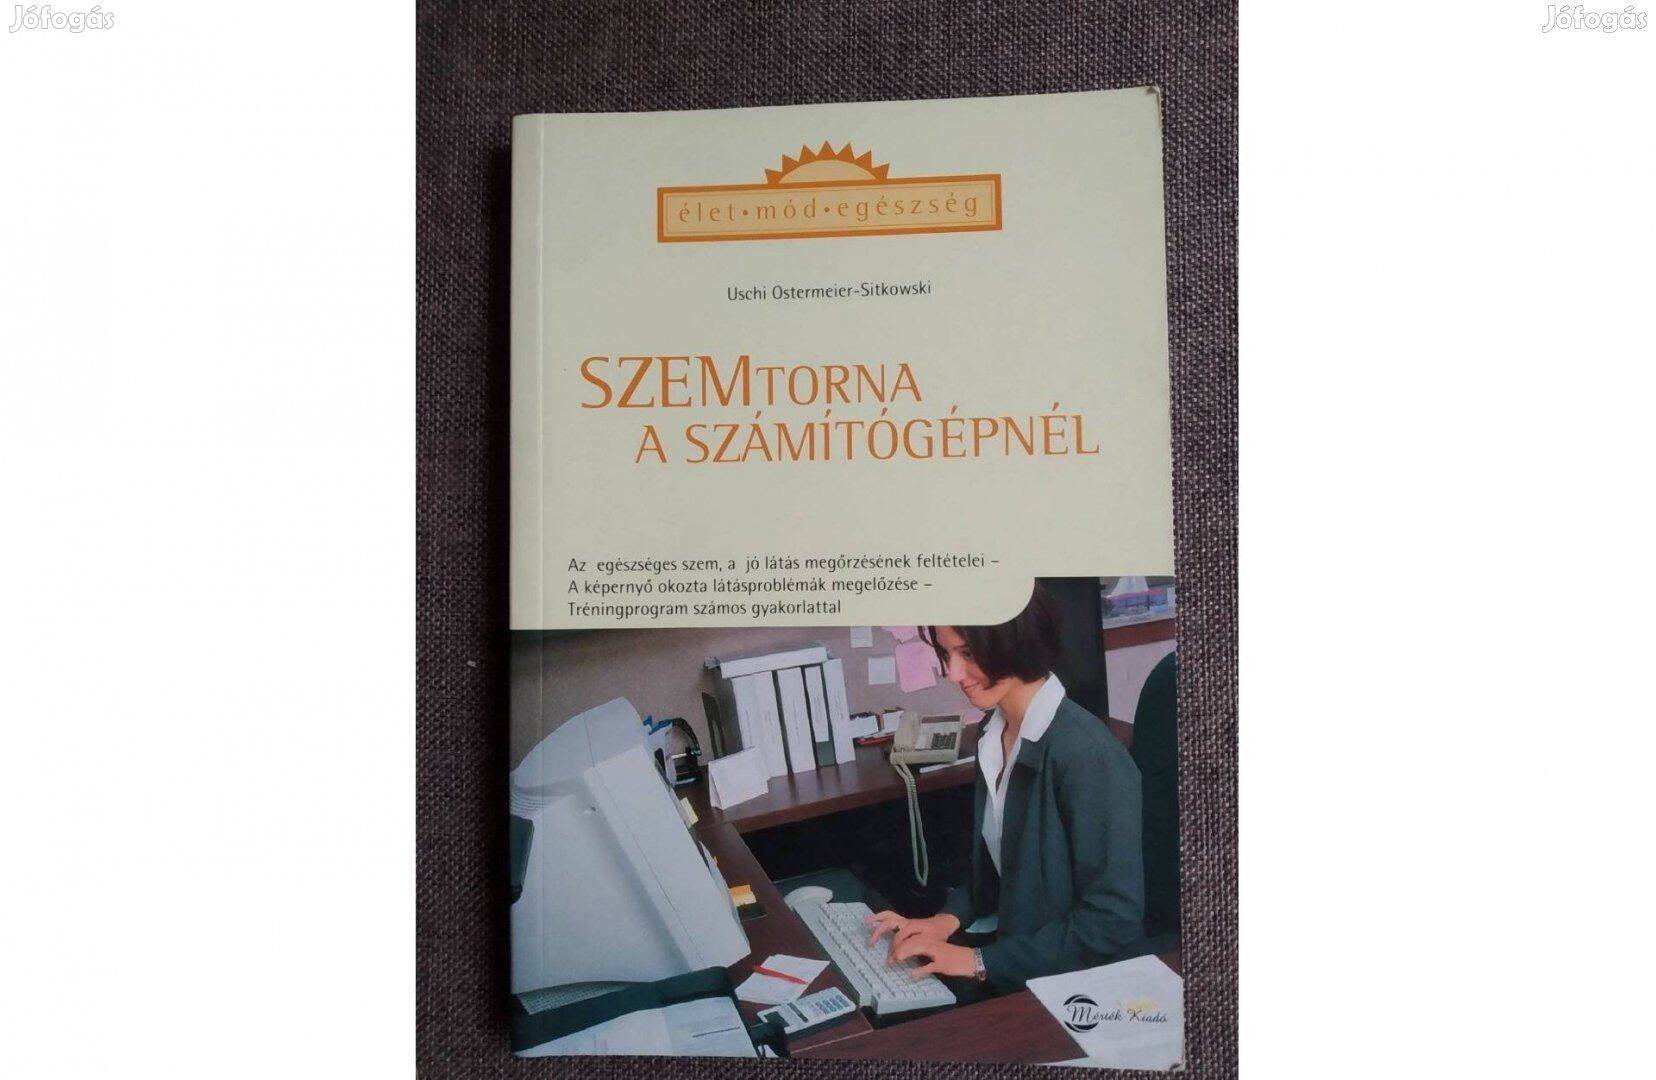 Jófogás
Jófogás
élet•mód•egészség
Uschi Ostermeier-Sitkowski
SZEMTORNA
A SZÁMÍTÓGÉPNÉL
Az egészséges szem, a jó látás megőrzésének feltételei –
A képernyő okozta látásproblémák megelőzése –
Tréningprogram számos gyakorlattal
Mérték Kiadó